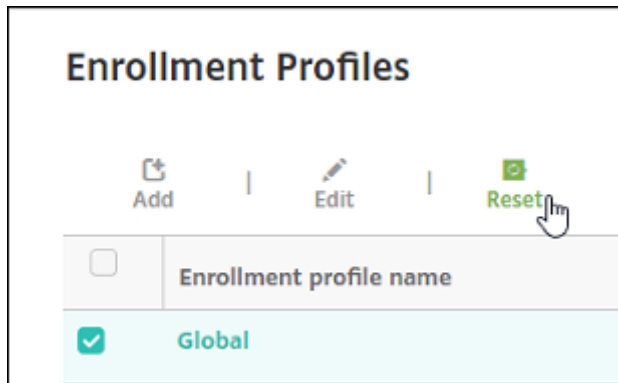 Enrollment Profiles
Add | Edit | Reset
Enrollment profile name
Global